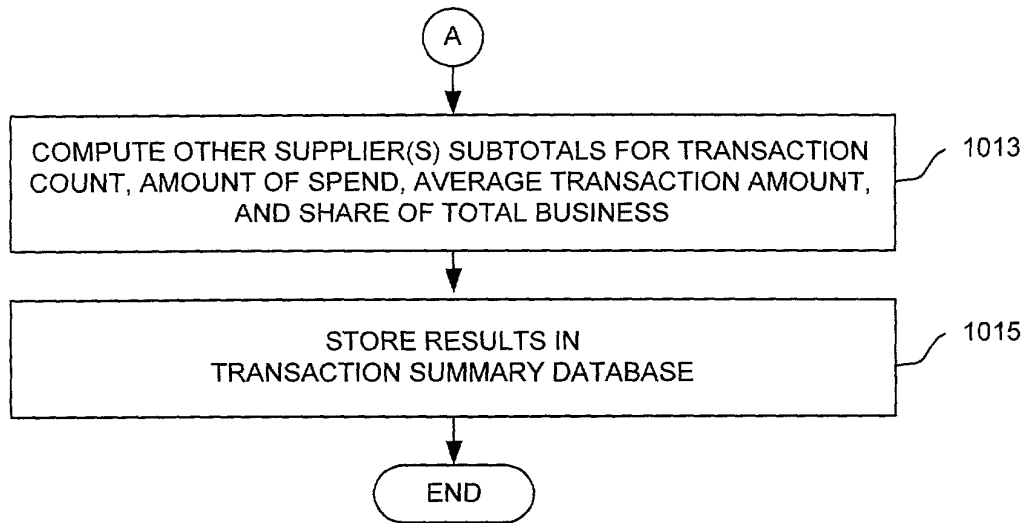 A
COMPUTE OTHER SUPPLIER(S) SUBTOTALS FOR TRANSACTION
COUNT, AMOUNT OF SPEND, AVERAGE TRANSACTION AMOUNT,
AND SHARE OF TOTAL BUSINESS
1013
STORE RESULTS IN
TRANSACTION SUMMARY DATABASE
1015
END